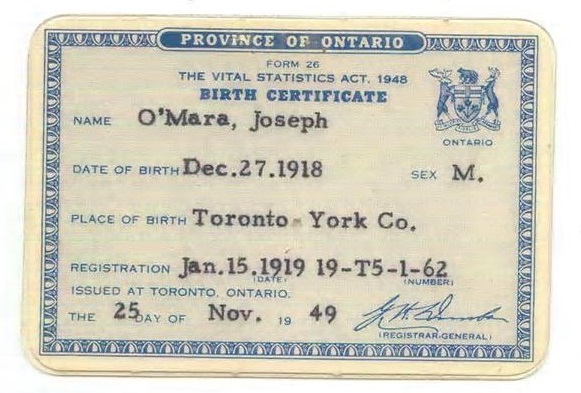 PROVINCE OF ONTARIO
FORM 26
THE VITAL STATISTICS ACT. 1948
BIRTH CERTIFICATE
ONTARIO
NAME O'Mara, Joseph
DATE OF BIRTH Dec.27.1918 SEX M.
PLACE OF BIRTH Toronto York Co.
REGISTRATION Jan.15.1919 19-T5-1-62
(DATE) (NUMBER)
ISSUED AT TORONTO, ONTARIO.
THE 25 DAY OF Nov. 19 49
(REGISTRAR-GENERAL)